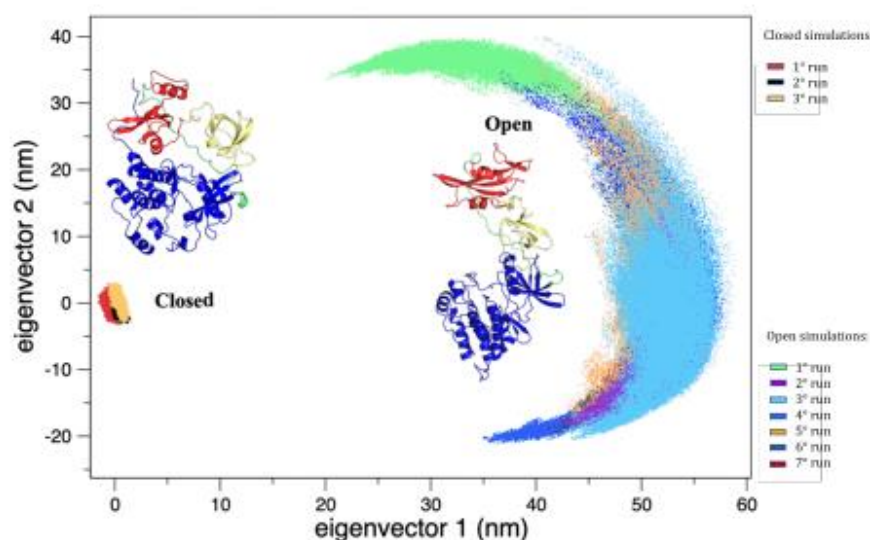 40
30
20
10
0
-10
-20
eigenvector 2 (nm)
Open
Closed
0 10 20 30 40 50 60
eigenvector 1 (nm)
Closed simulations
1° run
2° run
3° run
Open simulations:
1° run
2° run
3° run
4° run
5° run
6° run
7° run